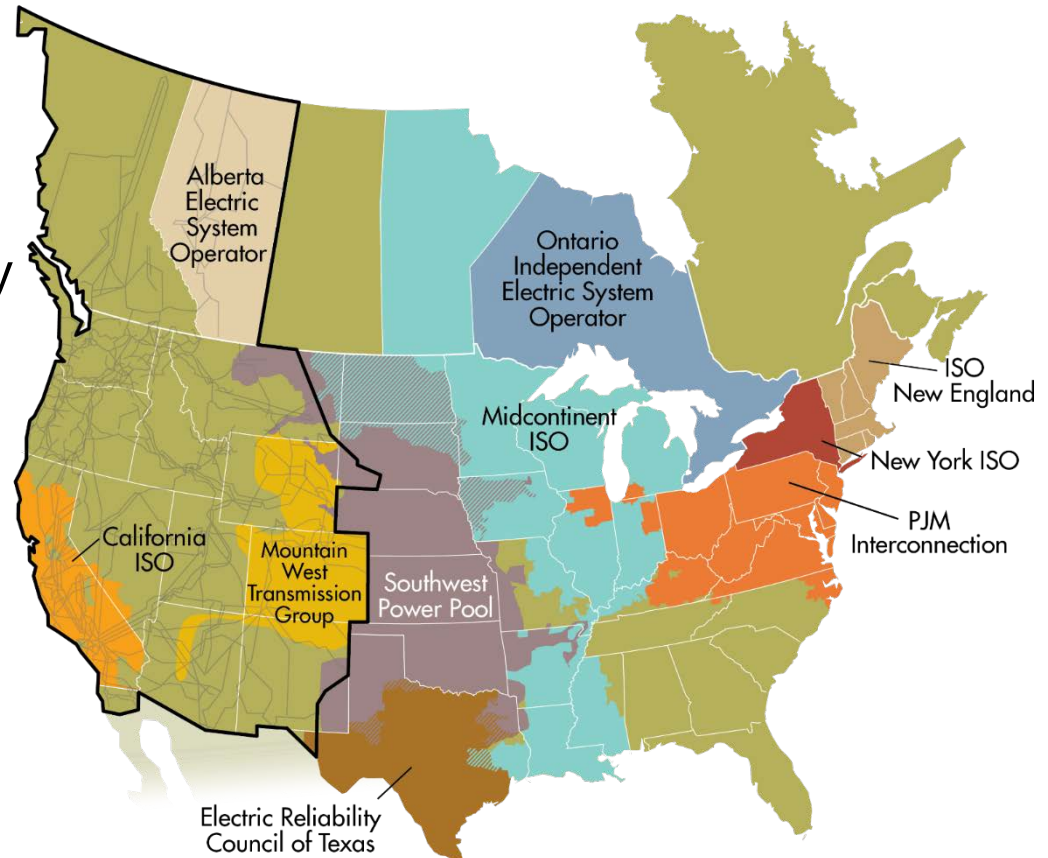 Alberta
Electric
System
Operator
y
Ontario
Independent
Electric System
Operator
ISO
New England
Midcontinent
ISO
New York ISO
PJM
Interconnection
California
ISO
Mountain
West
Transmission
Group
Southwest
Power Pool
Electric Reliability
Council of Texas